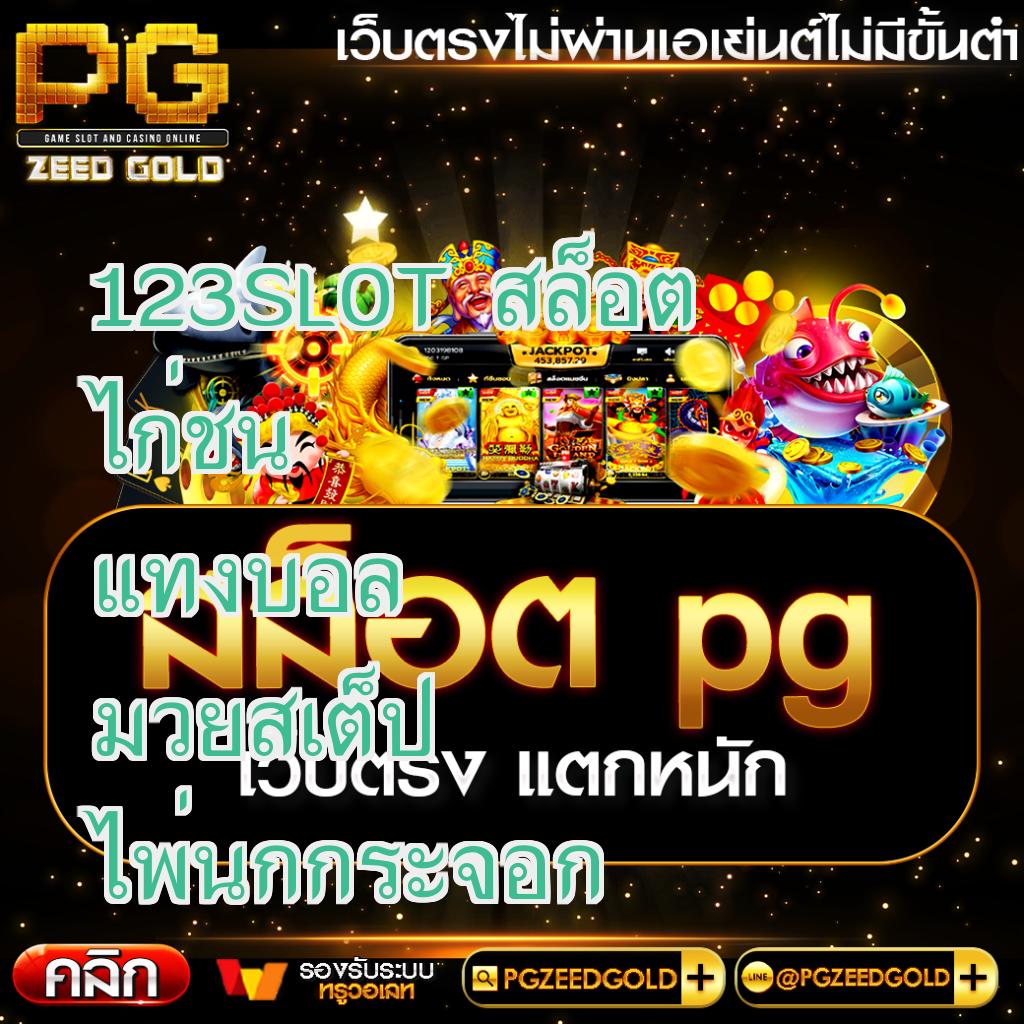 เว็บตรงไม่ผ่านเอเย่นต์ไม่มีขั้นต่ำ
PG
GAME SLOT AND CASINO ONLINE
ZEED GOLD
123SLOT สล็อต
ไก่ชน
JACKPOT
453,857.29
แทงบอล
สล็อต pg
มวยสเต็ป
เว็บตรง แตกหนัก
ไพ่นกกระจอก
คลิก
รองรับระบบ
ทรูวอเลท
PGZEEDGOLD
LINE @PGZEEDGOLD